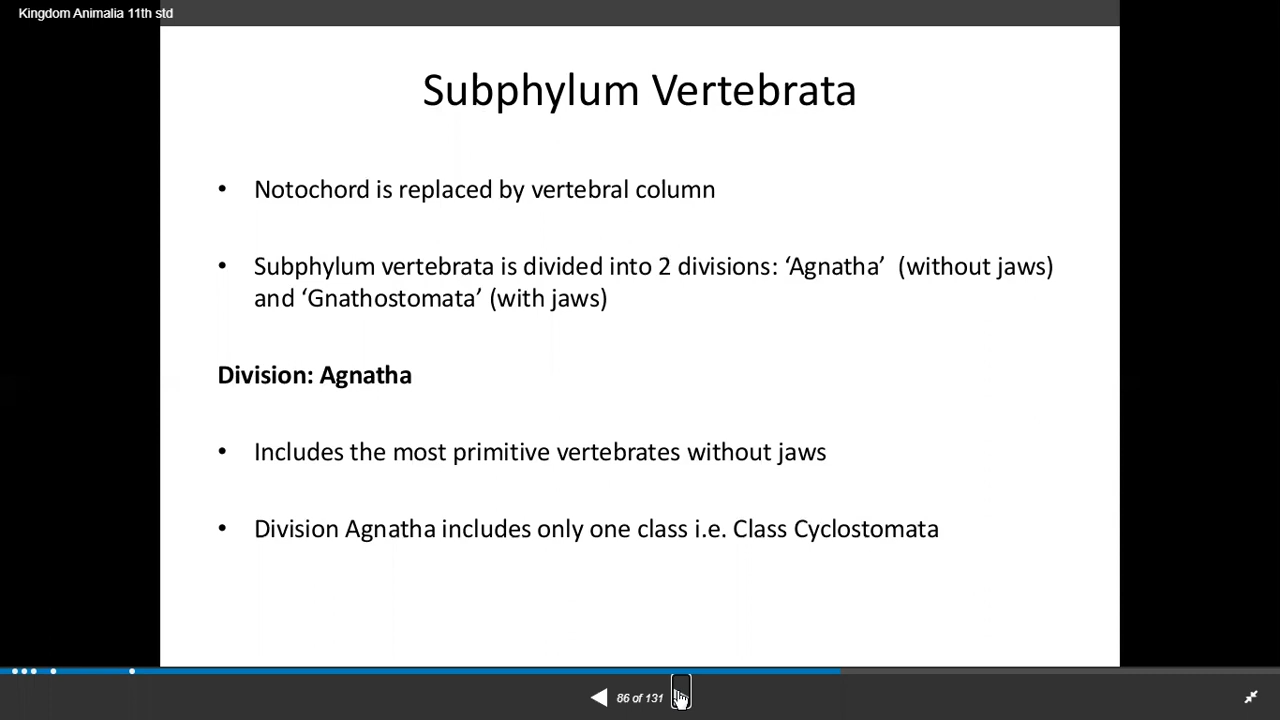 Kingdom Animalia 11th std
Subphylum Vertebrata
• Notochord is replaced by vertebral column
• Subphylum vertebrata is divided into 2 divisions: ‘Agnatha’ (without jaws)
and ‘Gnathostomata’ (with jaws)
Division: Agnatha
• Includes the most primitive vertebrates without jaws
• Division Agnatha includes only one class i.e. Class Cyclostomata
86 of 131